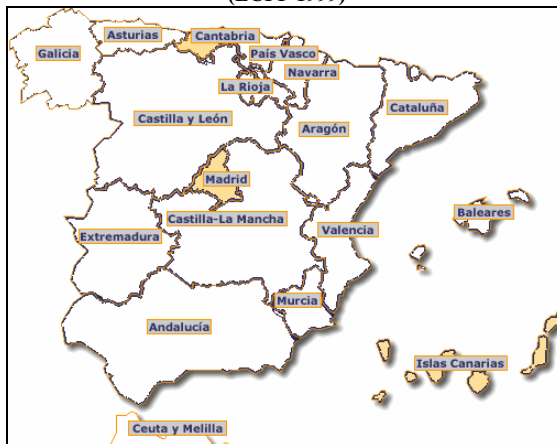 Galicia
Asturias
Cantabria
País Vasco
Navarra
La Rioja
Castilla y León
Aragón
Cataluña
Madrid
Castilla-La Mancha
Extremadura
Valencia
Baleares
Murcia
Andalucía
Islas Canarias
Ceuta y Melilla